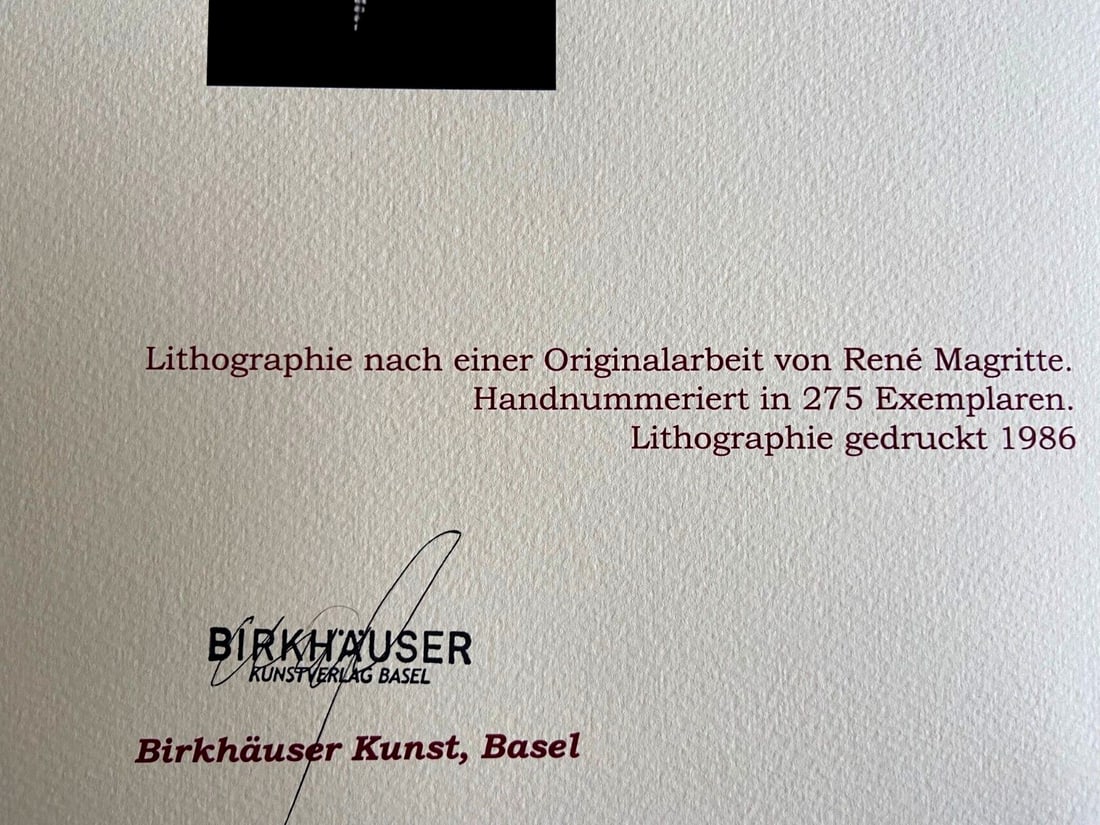 Lithographie nach einer Originalarbeit von René Magritte.
Handnummeriert in 275 Exemplaren.
Lithographie gedruckt 1986
BIRKHÄUSER
KUNSTVERLAG BASEL
Birkhäuser Kunst, Basel